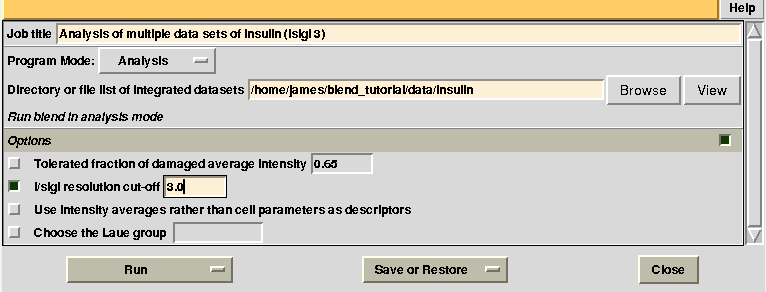 Help
Job title Analysis of multiple data sets of insulin (isigi 3)
Program Mode: Analysis
Directory or file list of integrated datasets /home/james/blend_tutorial/data/insulin Browse View
Run blend in analysis mode
Options
Tolerated fraction of damaged average intensity 0.65
I/sigI resolution cut-off 3.0
Use intensity averages rather than cell parameters as descriptors
Choose the Laue group
Run Save or Restore Close